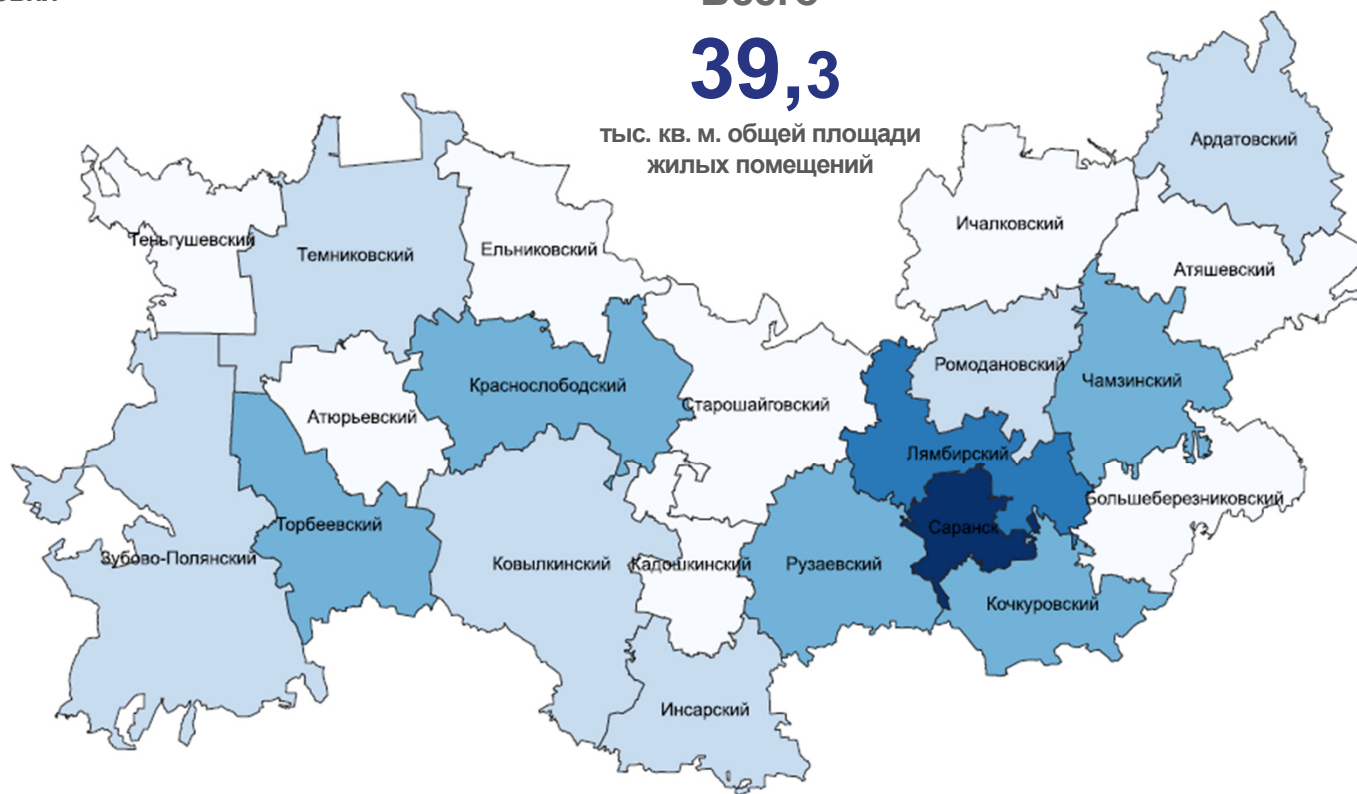 39,3
тыс. кв. м. общей площади
жилых помещений
Ардатовский
Ичалковский
Теньгушевский
Темниковский
Ельниковский
Атяшевский
Ромодановский
Чамзинский
Краснослободский
Старошайговский
Атюрьевский
Лямбирский
Большеберезниковский
Торбеевский
Саранск
Зубово-Полянский
Ковылкинский
Кадошкинский
Рузаевский
Кочкуровский
Инсарский